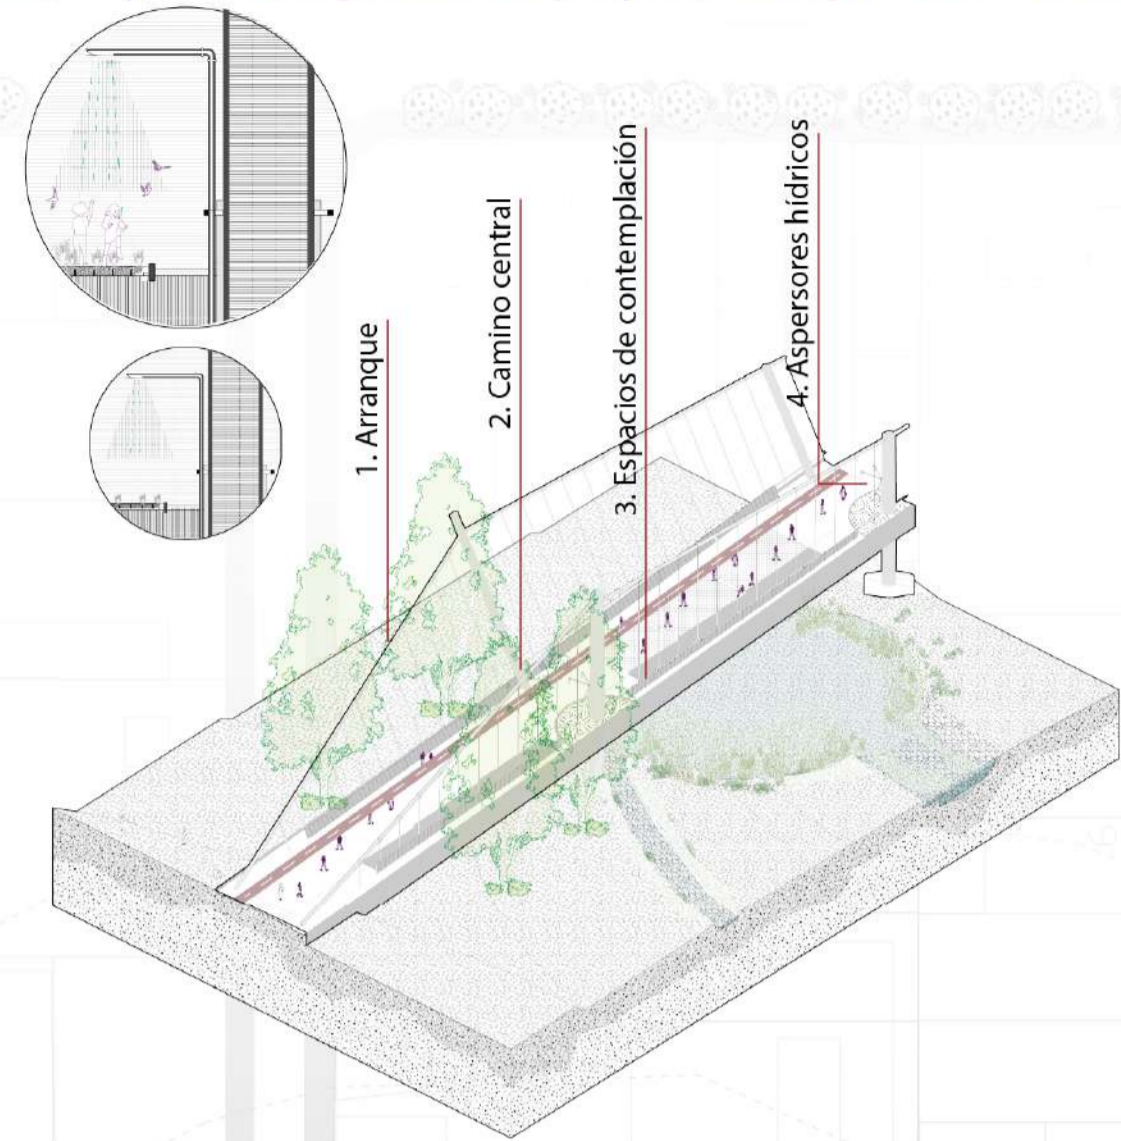 1. Arranque
2. Camino central
3. Espacios de contemplación
4. Aspersores hídricos